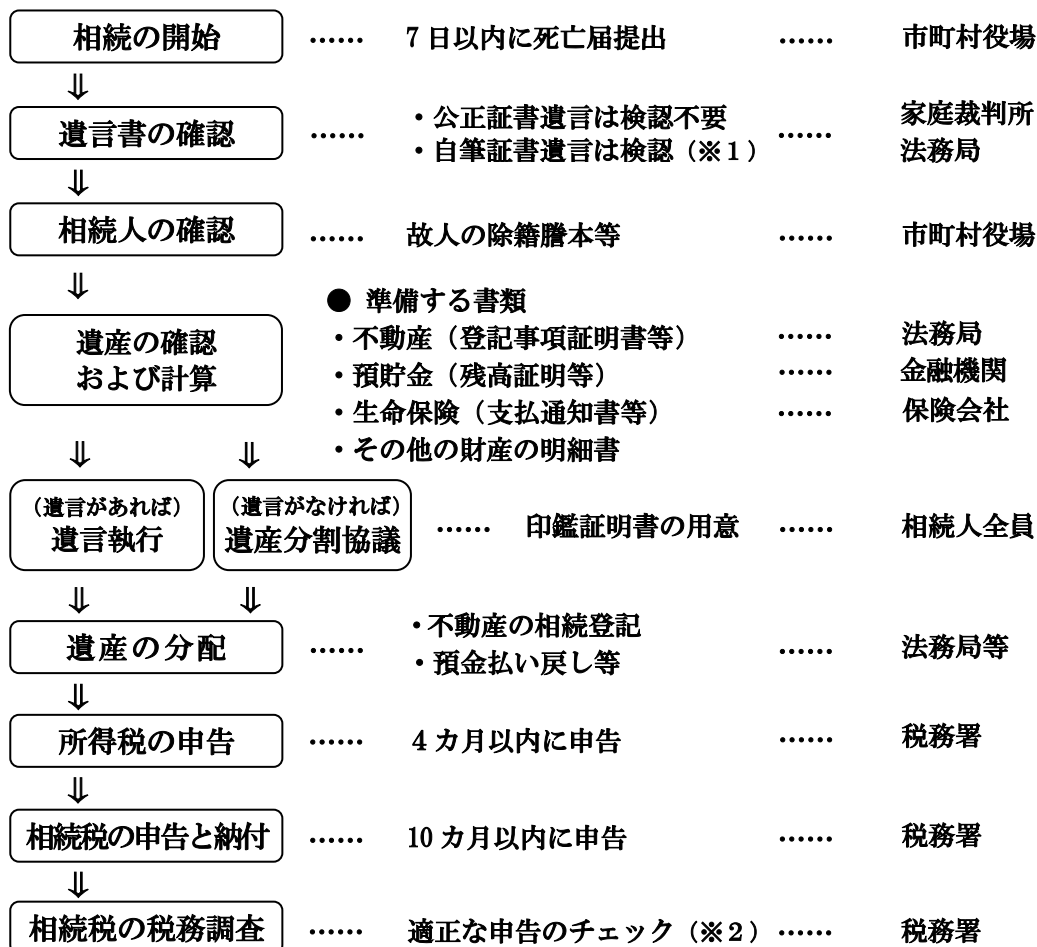 相続の開始 …… 7日以内に死亡届提出 …… 市町村役場
⇓
遺言書の確認 …… ・公正証書遺言は検認不要 …… 家庭裁判所
・自筆証書遺言は検認（※１） 法務局
⇓
相続人の確認 …… 故人の除籍謄本等 …… 市町村役場
⇓
● 準備する書類
遺産の確認
および計算
・不動産（登記事項証明書等） …… 法務局
・預貯金（残高証明等） …… 金融機関
・生命保険（支払通知書等） …… 保険会社
・その他の財産の明細書
⇓ ⇓
（遺言があれば）
遺言執行
（遺言がなければ）
遺産分割協議
…… 印鑑証明書の用意 …… 相続人全員
⇓ ⇓
遺産の分配 …… ・不動産の相続登記 …… 法務局等
・預金払い戻し等
⇓
所得税の申告 …… 4カ月以内に申告 …… 税務署
⇓
相続税の申告と納付 …… 10カ月以内に申告 …… 税務署
⇓
相続税の税務調査 …… 適正な申告のチェック（※２） …… 税務署